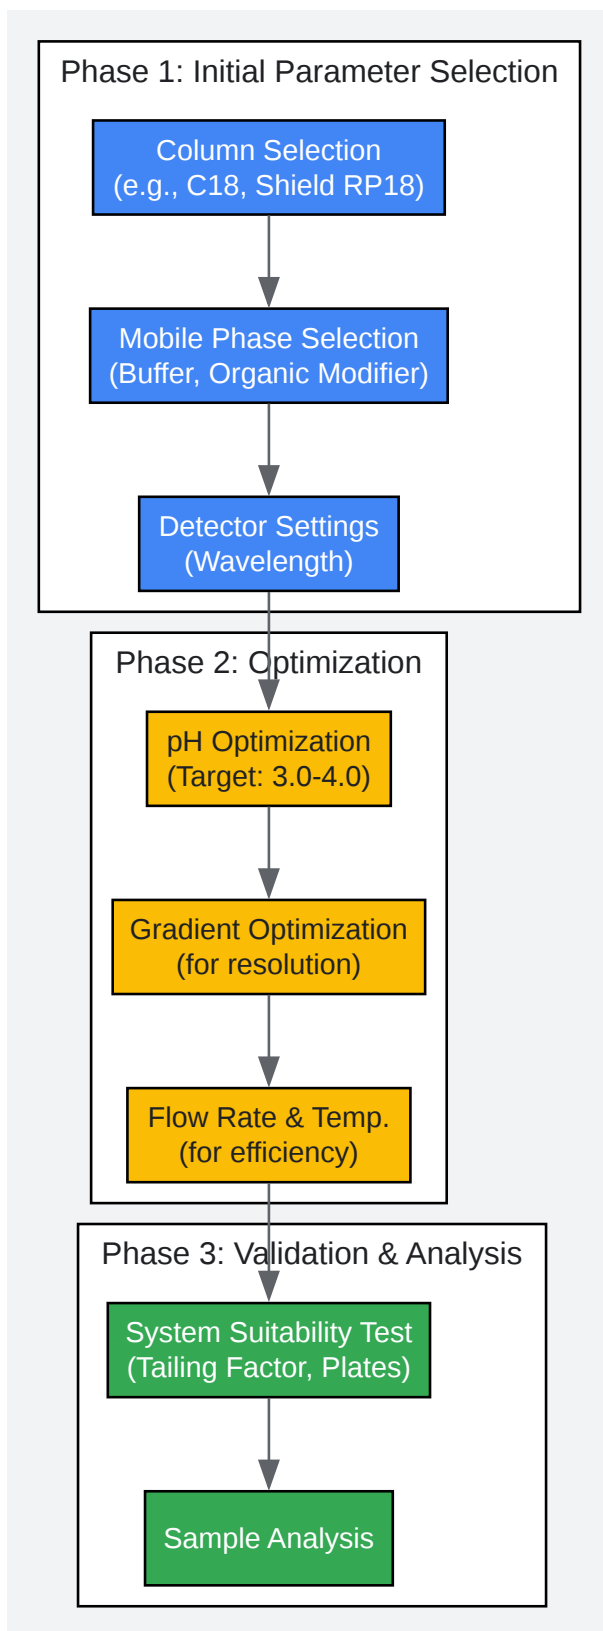 Phase 1: Initial Parameter Selection
Column Selection
(e.g., C18, Shield RP18)
Mobile Phase Selection
(Buffer, Organic Modifier)
Detector Settings
(Wavelength)
Phase 2: Optimization
pH Optimization
(Target: 3.0-4.0)
Gradient Optimization
(for resolution)
Flow Rate & Temp.
(for efficiency)
Phase 3: Validation & Analysis
System Suitability Test
(Tailing Factor, Plates)
Sample Analysis